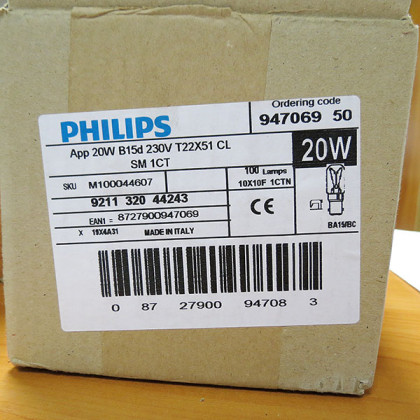 Ordering code
947069 50
PHILIPS
App 20W B15d 230V T22X51 CL
SM 1CT
20W
SKU M100044607
100 Lamps
10X10F 1CTN
9211 320 44243
EAN1 = 8727900947069
CE
X 18X4A31 MADE IN ITALY
BA15/BC
0 87 27900 94708 3